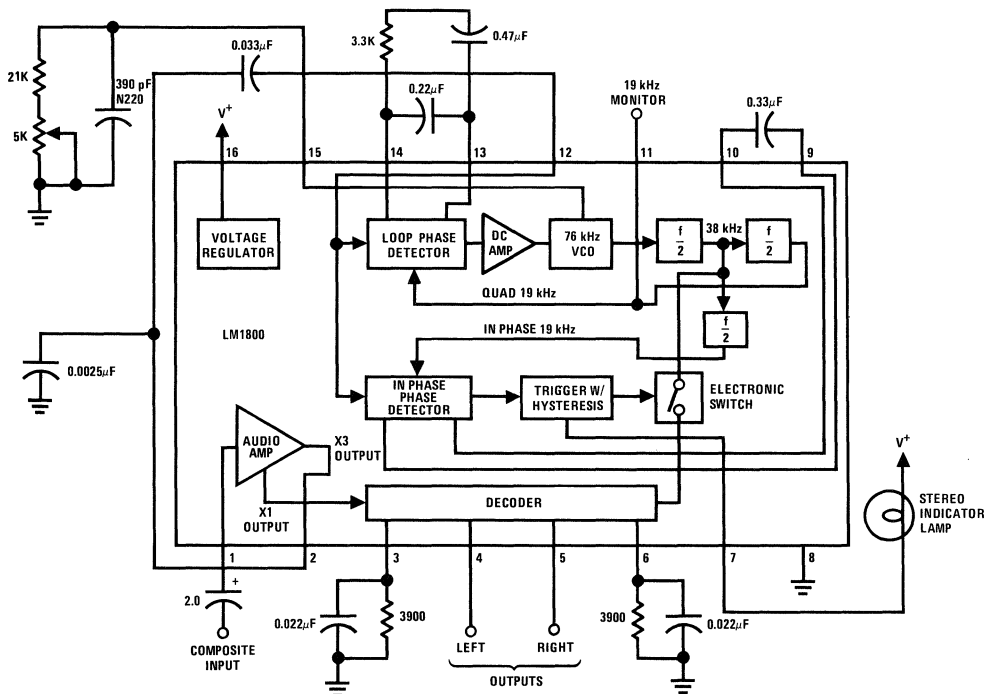 3.3K
0.47µF
0.033µF
21K
390 pF
N220
0.22µF
19 kHz
MONITOR
0.33µF
5K
V+
16
15
14
13
12
11
10
9
VOLTAGE
REGULATOR
LOOP PHASE
DETECTOR
DC
AMP
76 kHz
VCO
f
2
38 kHz
f
2
QUAD 19 kHz
f
2
LM1800
IN PHASE 19 kHz
0.0025µF
IN PHASE
PHASE
DETECTOR
TRIGGER W/
HYSTERESIS
ELECTRONIC
SWITCH
AUDIO
AMP
X3
OUTPUT
V+
X1
OUTPUT
DECODER
STEREO
INDICATOR
LAMP
1
2
3
4
5
6
7
8
2.0
+
0.022µF
3900
3900
0.022µF
COMPOSITE
INPUT
LEFT
RIGHT
OUTPUTS